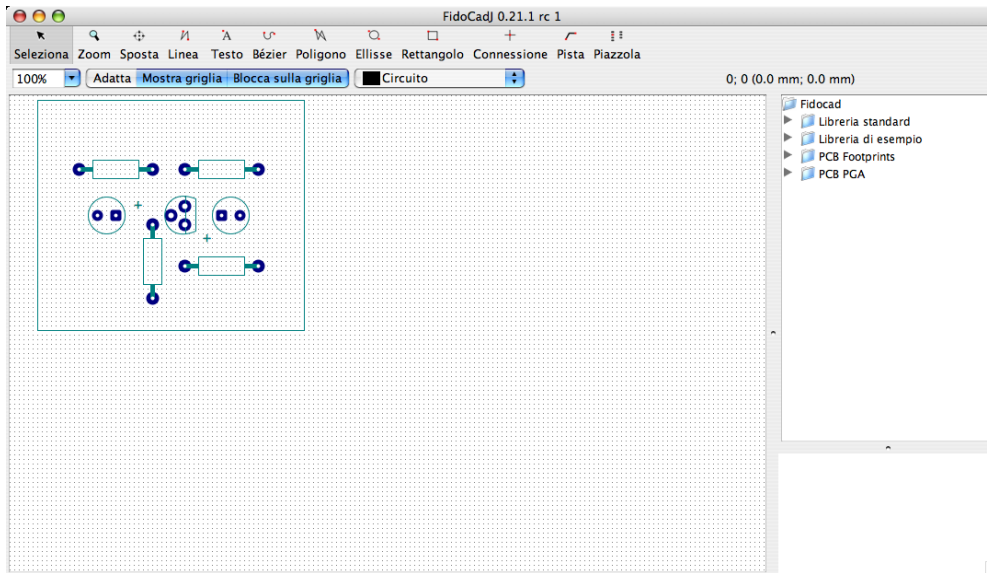 FidoCadJ 0.21.1 rc 1
Seleziona Zoom Sposta Linea Testo Bézier Poligono Ellisse Rettangolo Connessione Pista Piazzola
100% Adatta Mostra griglia Blocca sulla griglia Circuito 0; 0 (0.0 mm; 0.0 mm)
Fidocad
Libreria standard
Libreria di esempio
PCB Footprints
PCB PGA